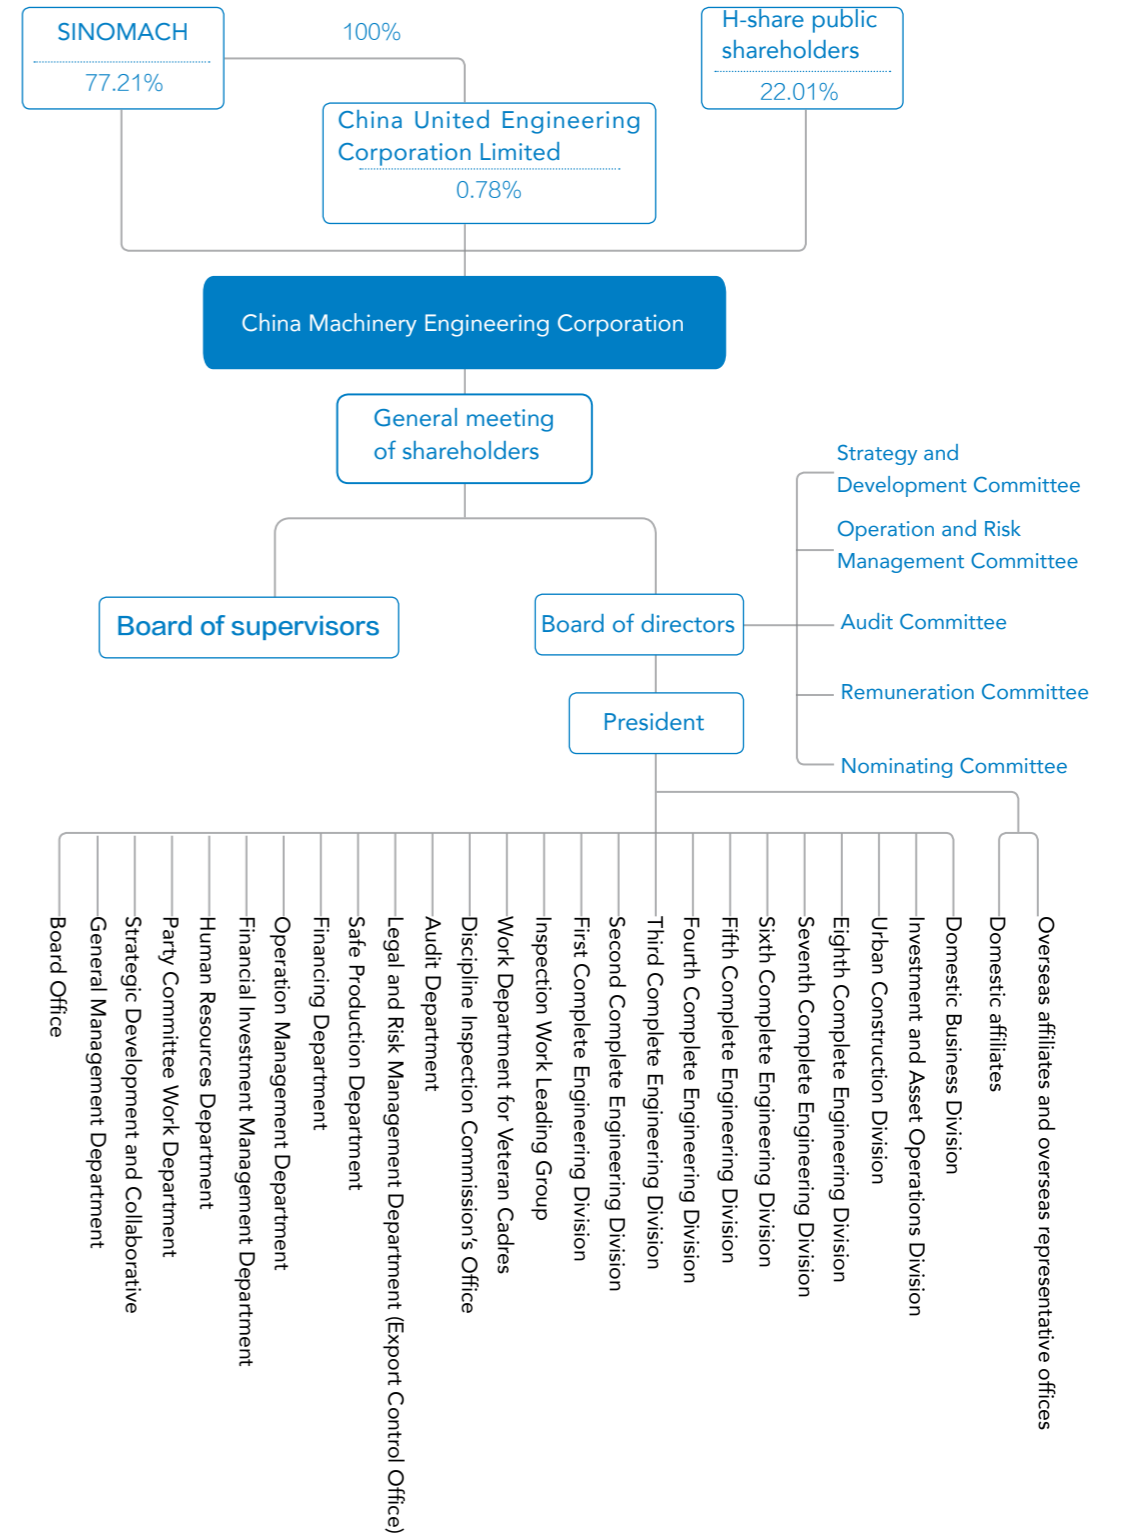 SINOMACH
77.21%
100%
H-share public
shareholders
22.01%
China United Engineering
Corporation Limited
0.78%
China Machinery Engineering Corporation
General meeting
of shareholders
Board of supervisors
Board of directors
President
Strategy and
Development Committee
Operation and Risk
Management Committee
Audit Committee
Remuneration Committee
Nominating Committee
Board Office
General Management Department
Strategic Development and Collaborative
Party Committee Work Department
Human Resources Department
Financial Investment Management Department
Operation Management Department
Financing Department
Safe Production Department
Legal and Risk Management Department (Export Control Office)
Audit Department
Discipline Inspection Commission's Office
Work Department for Veteran Cadres
Inspection Work Leading Group
First Complete Engineering Division
Second Complete Engineering Division
Third Complete Engineering Division
Fourth Complete Engineering Division
Fifth Complete Engineering Division
Sixth Complete Engineering Division
Seventh Complete Engineering Division
Eighth Complete Engineering Division
Urban Construction Division
Investment and Asset Operations Division
Domestic Business Division
Domestic affiliates
Overseas affiliates and overseas representative offices